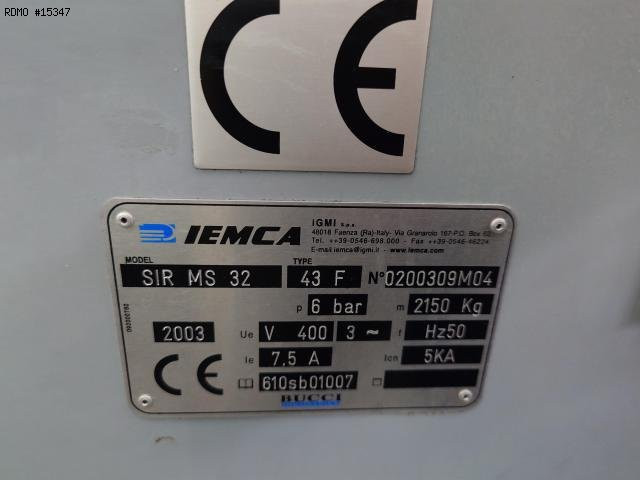 RDMO #15347
CE
IEMCA
IGMI s.p.a.
48018 Faenza (Ra)-Italy- Via Granarolo 167-P.O. Box 62
Tel. ++39-0546-698.000 -Fax ++39-0546-46224
E-mail iemca@igmi.it - www.iemca.com
MODEL TYPE
SIR MS 32 43 F N° 0200309M04
p 6 bar m 2150 Kg
2003 Ue V 400 3 ~ f Hz50
Ie 7,5 A Icn 5KA
CE 610sb01007
BUCCI